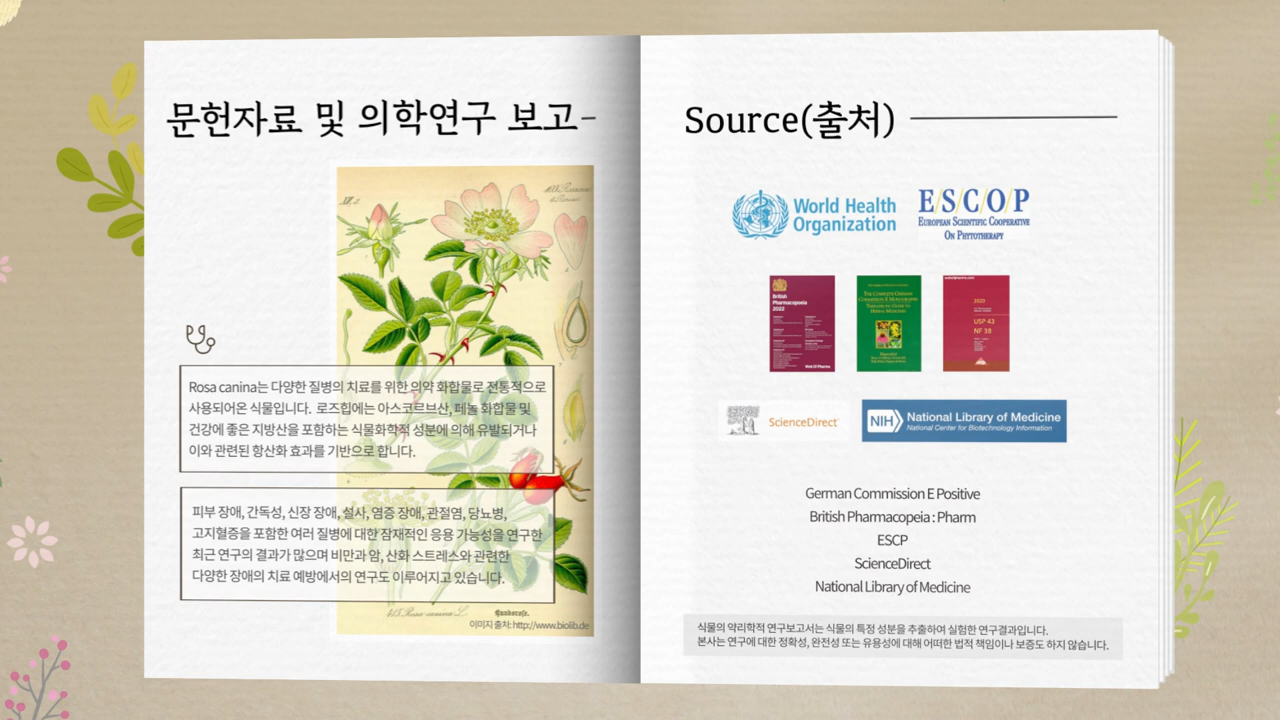 문헌자료 및 의학연구 보고
Rosa canina는 다양한 질병의 치료를 위한 의약 화합물로 전통적으로
사용되어온 식물입니다. 로즈힙에는 아스코르브산, 페놀 화합물 및
건강에 좋은 지방산을 포함하는 식물화학적 성분에 의해 유발되거나
이와 관련된 항산화 효과를 기반으로 합니다.
피부 장애, 간독성, 신장 장애, 설사, 염증 장애, 관절염, 당뇨병,
고지혈증을 포함한 여러 질병에 대한 잠재적인 응용 가능성을 연구한
최근 연구의 결과가 많으며 비만과 암, 산화 스트레스와 관련한
다양한 장애의 치료 예방에서의 연구도 이루어지고 있습니다.
415. Rosa canina L.
이미지 출처: http://www.biolib.de
Source(출처)
World Health
Organization
E/S/C/O/P
European Scientific Cooperative
On Phytotherapy
British
Pharmacopoeia
2022
The Complete German
Commission E Monographs
Therapeutic Guide to
Herbal Medicines
2020
USP 43
NF 38
ScienceDirect
NIH
National Library of Medicine
National Center for Biotechnology Information
German Commission E Positive
British Pharmacopeia : Pharm
ESCP
ScienceDirect
National Library of Medicine
식물의 약리학적 연구보고서는 식물의 특정 성분을 추출하여 실험한 연구결과입니다.
본사는 연구에 대한 정확성, 완전성 또는 유용성에 대해 어떠한 법적 책임이나 보증도 하지 않습니다.